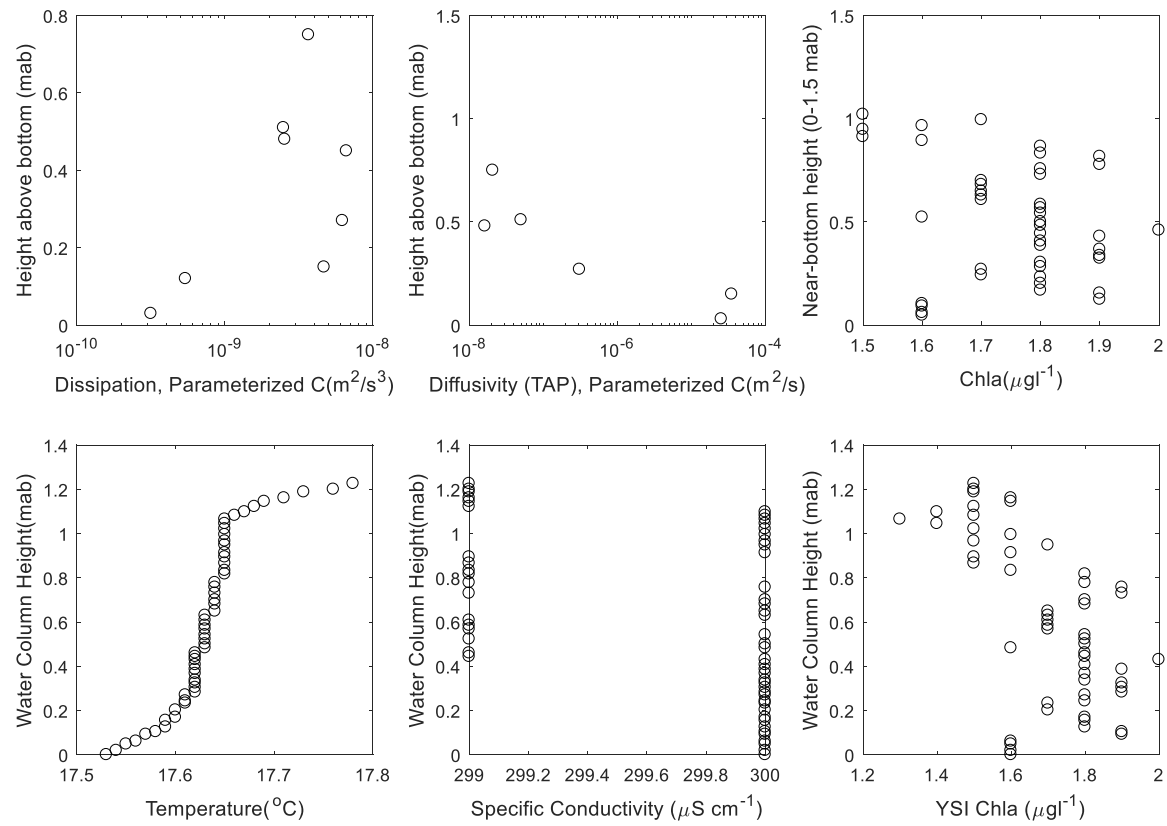 0.8
0.6
0.4
0.2
0
Height above bottom (mab)
10⁻¹⁰ 10⁻⁹ 10⁻⁸
Dissipation, Parameterized C(m²/s³)
1.5
1
0.5
0
Height above bottom (mab)
10⁻⁸ 10⁻⁶ 10⁻⁴
Diffusivity (TAP), Parameterized C(m²/s)
1
0.5
0
Near-bottom height (0-1.5 mab)
1.5 1.6 1.7 1.8 1.9 2
Chla(μgl⁻¹)
1.4
1.2
1
0.8
0.6
0.4
0.2
0
Water Column Height(mab)
17.5 17.6 17.7 17.8
Temperature(°C)
1.4
1.2
1
0.8
0.6
0.4
0.2
0
Water Column Height(mab)
299 299.2 299.4 299.6 299.8 300
Specific Conductivity (μS cm⁻¹)
1.4
1.2
1
0.8
0.6
0.4
0.2
0
Water Column Height (mab)
1.2 1.4 1.6 1.8 2
YSI Chla (μgl⁻¹)